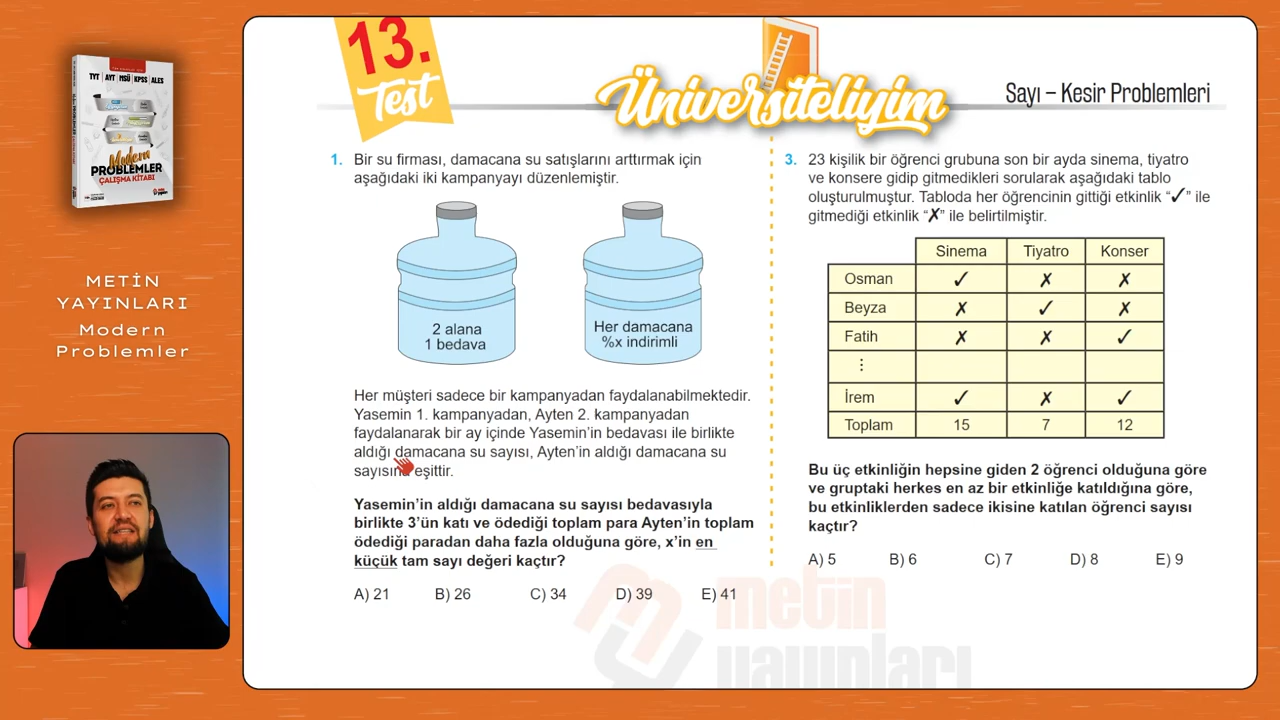 TYT AYT MSÜ KPSS ALES
Modern
PROBLEMLER
ÇALIŞMA KİTABI
METİN
YAYINLARI
Modern
Problemler
13.
Test
Üniversiteliyim
Sayı – Kesir Problemleri
1. Bir su firması, damacana su satışlarını arttırmak için
aşağıdaki iki kampanyayı düzenlemiştir.
2 alana
1 bedava
Her damacana
%x indirimli
Her müşteri sadece bir kampanyadan faydalanabilmektedir.
Yasemin 1. kampanyadan, Ayten 2. kampanyadan
faydalanarak bir ay içinde Yasemin'in bedavası ile birlikte
aldığı damacana su sayısı, Ayten'in aldığı damacana su
sayısına eşittir.
Yasemin'in aldığı damacana su sayısı bedavasıyla
birlikte 3'ün katı ve ödediği toplam para Ayten'in toplam
ödediği paradan daha fazla olduğuna göre, x'in en
küçük tam sayı değeri kaçtır?
A) 21 B) 26 C) 34 D) 39 E) 41
3. 23 kişilik bir öğrenci grubuna son bir ayda sinema, tiyatro
ve konsere gidip gitmedikleri sorularak aşağıdaki tablo
oluşturulmuştur. Tabloda her öğrencinin gittiği etkinlik “✓” ile
gitmediği etkinlik “✗” ile belirtilmiştir.
Sinema Tiyatro Konser
Osman ✓ ✗ ✗
Beyza ✗ ✓ ✗
Fatih ✗ ✗ ✓
⋮
İrem ✓ ✗ ✓
Toplam 15 7 12
Bu üç etkinliğin hepsine giden 2 öğrenci olduğuna göre
ve gruptaki herkes en az bir etkinliğe katıldığına göre,
bu etkinliklerden sadece ikisine katılan öğrenci sayısı
kaçtır?
A) 5 B) 6 C) 7 D) 8 E) 9
metin
yayınları